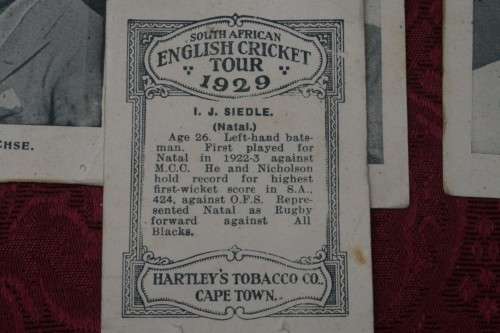 SOUTH AFRICAN
ENGLISH CRICKET
TOUR
1929
I. J. SIEDLE.
(Natal.)
Age 26. Left-hand bats-
man. First played for
Natal in 1922-3 against
M.C.C. He and Nicholson
hold record for highest
first-wicket score in S.A.,
424, against O.F.S. Repre-
sented Natal as Rugby
forward against All
Blacks.
HARTLEY'S TOBACCO CO.,
CAPE TOWN.
CHSE.